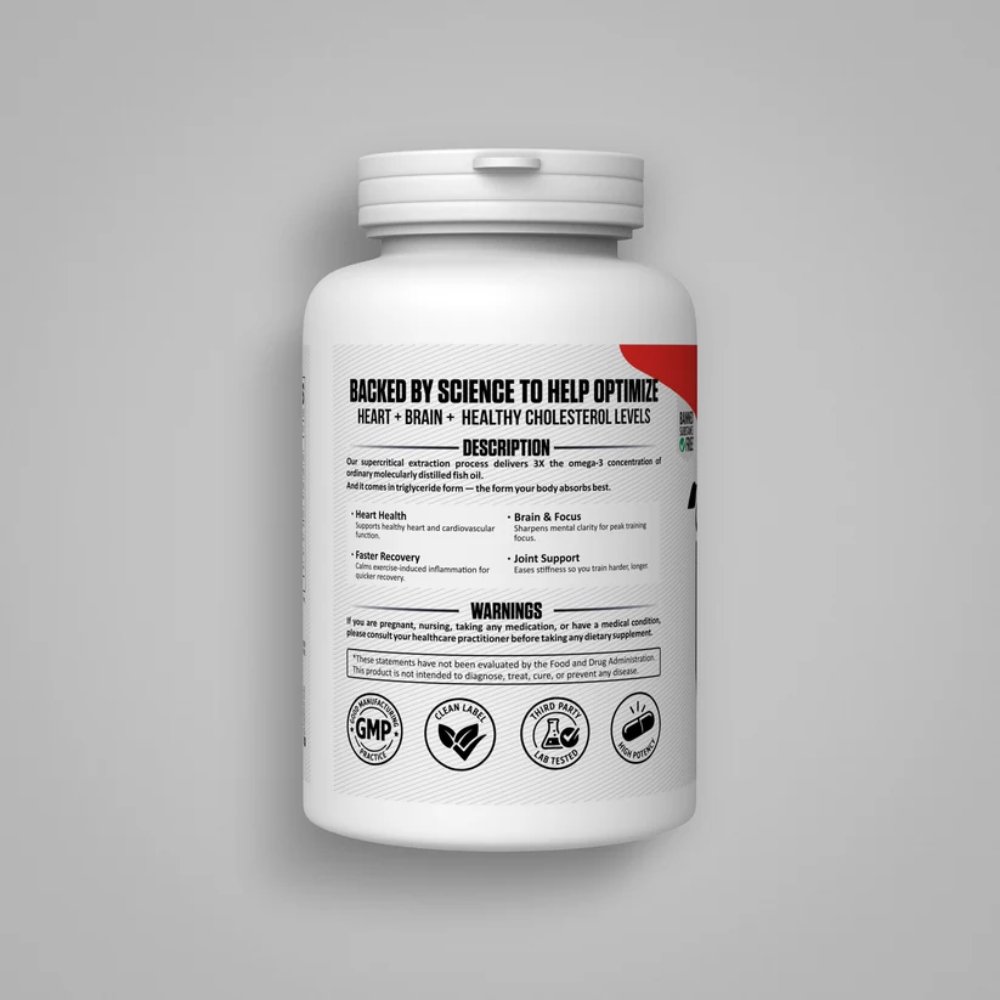 BACKED BY SCIENCE TO HELP OPTIMIZE
HEART + BRAIN + HEALTHY CHOLESTEROL LEVELS
BANNED
SUBSTANCE
FREE
DESCRIPTION
Our supercritical extraction process delivers 3X the omega-3 concentration of
ordinary molecularly distilled fish oil.
And it comes in triglyceride form — the form your body absorbs best.
• Heart Health
Supports healthy heart and cardiovascular
function.
• Brain & Focus
Sharpens mental clarity for peak training
focus.
• Faster Recovery
Calms exercise-induced inflammation for
quicker recovery.
• Joint Support
Eases stiffness so you train harder, longer.
WARNINGS
If you are pregnant, nursing, taking any medication, or have a medical condition,
please consult your healthcare practitioner before taking any dietary supplement.
*These statements have not been evaluated by the Food and Drug Administration.
This product is not intended to diagnose, treat, cure, or prevent any disease.
GOOD MANUFACTURING
GMP
PRACTICE
CLEAN LABEL
THIRD PARTY
LAB TESTED
HIGH POTENCY